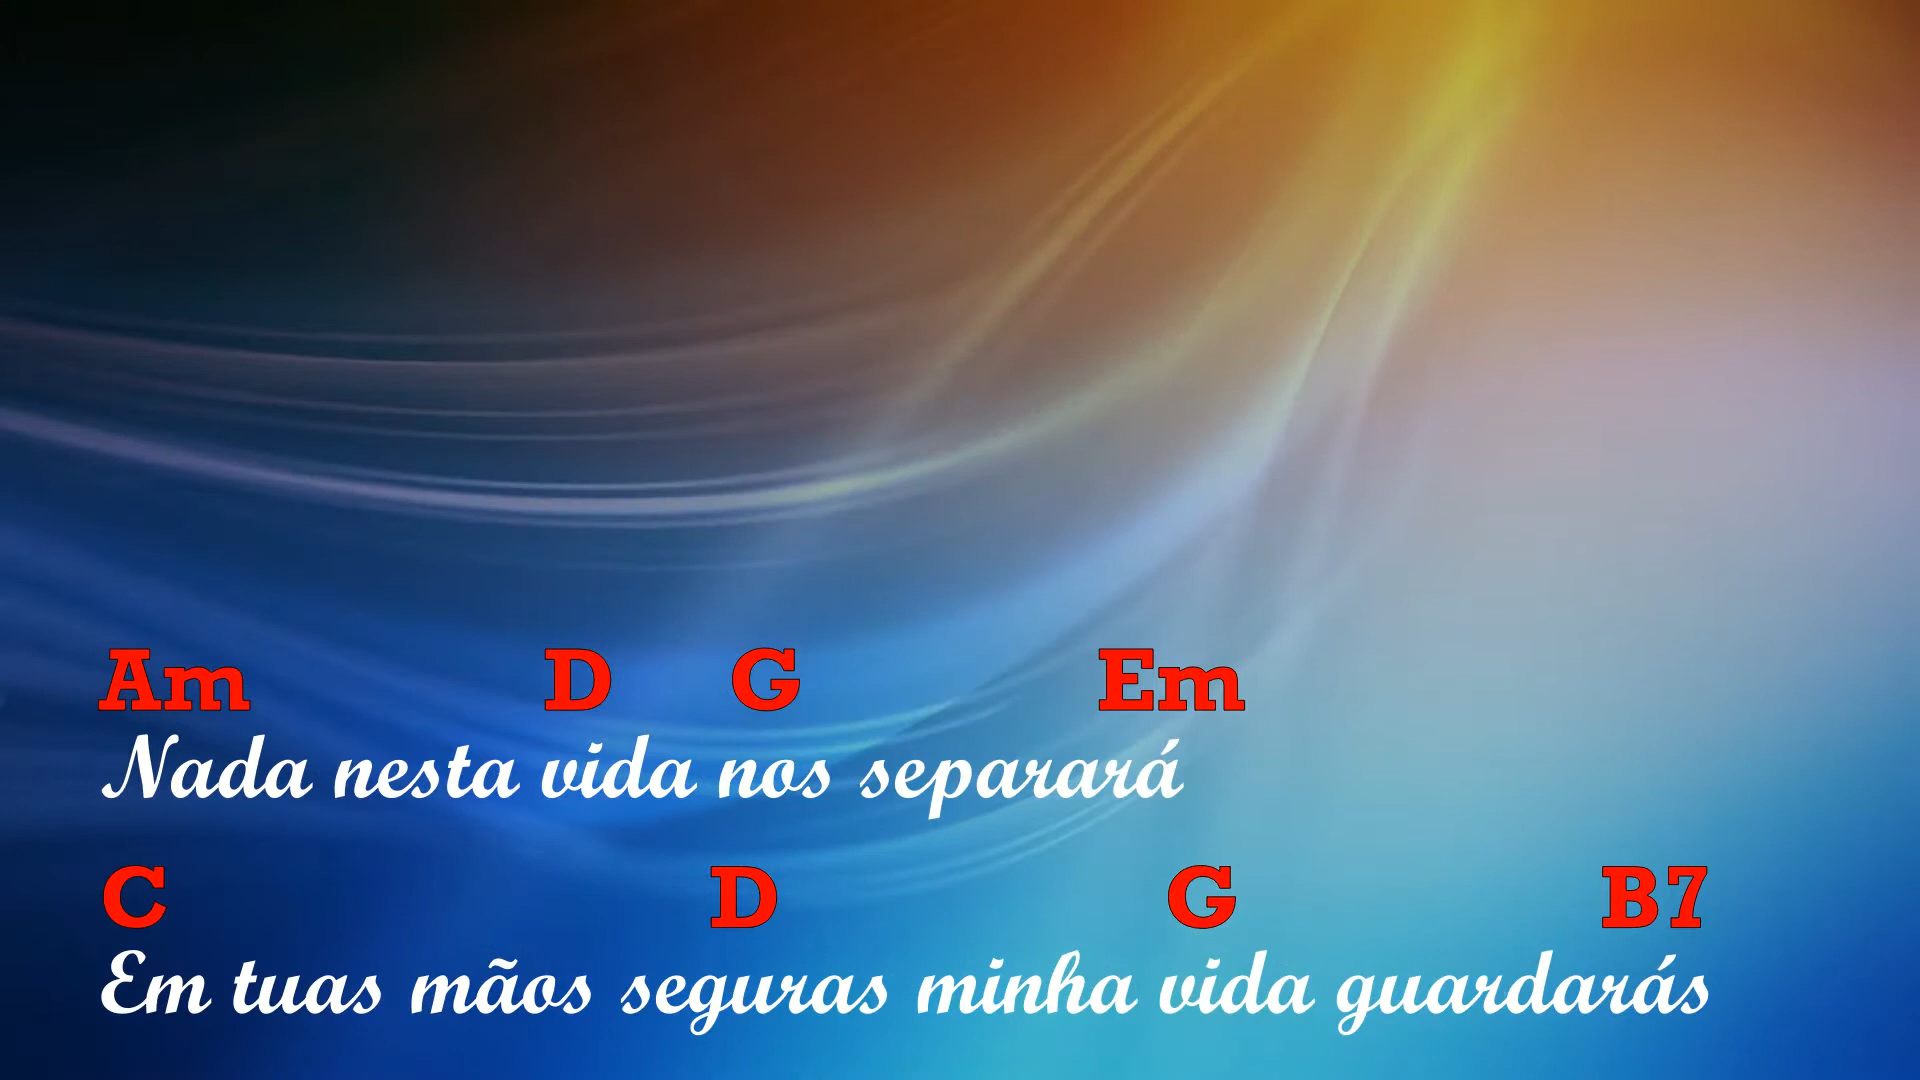 Am D G Em
Nada nesta vida nos separará
C D G B7
Em tuas mãos seguras minha vida guardarás